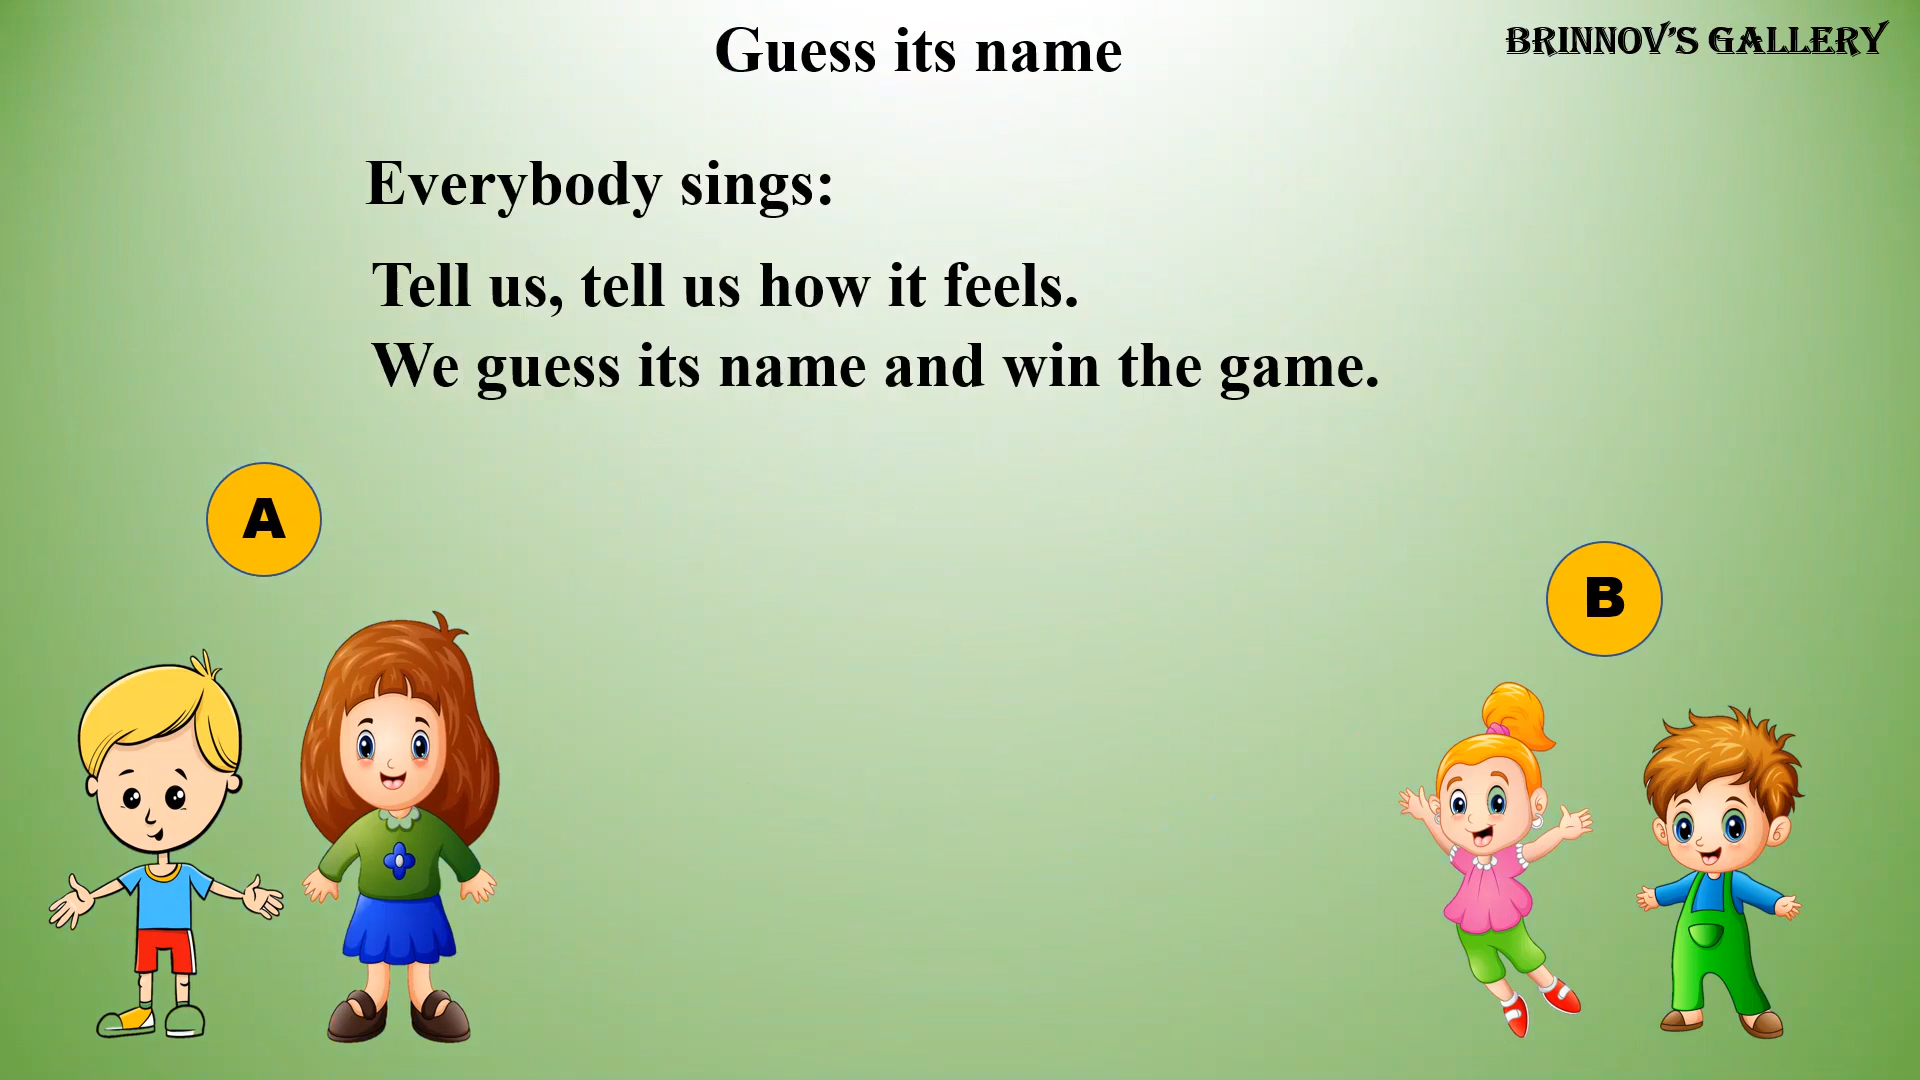 Guess its name
BRINNOV'S GALLERY
Everybody sings:
Tell us, tell us how it feels.
We guess its name and win the game.
A
B